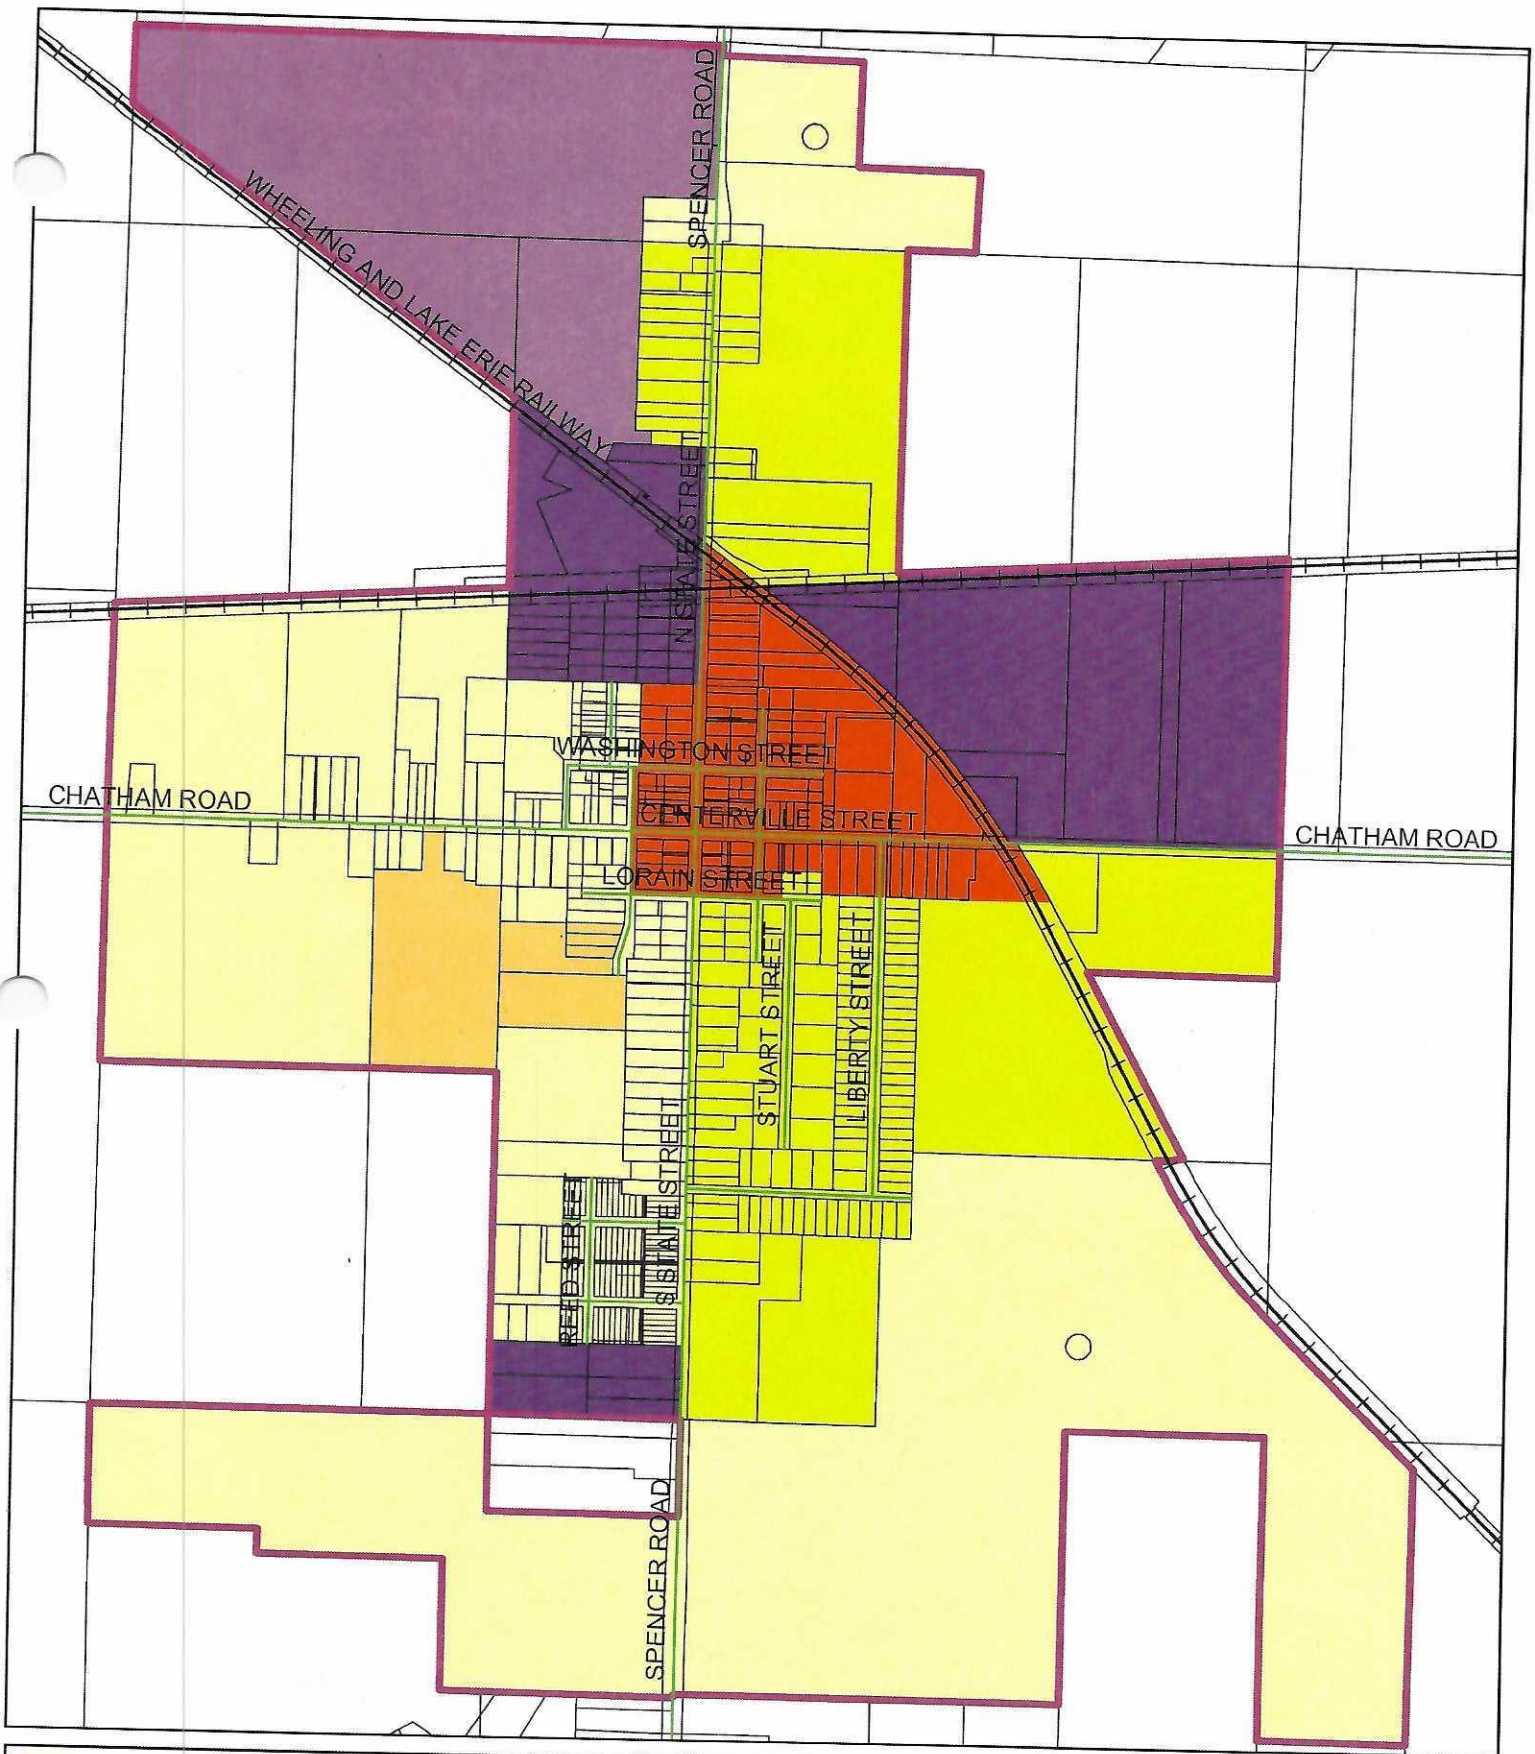 SPENCER ROAD
WHEELING AND LAKE ERIE RAILWAY
N STATE STREET
WASHINGTON STREET
CHATHAM ROAD
CENTERVILLE STREET
CHATHAM ROAD
LORAIN STREET
STUART STREET
LIBERTY STREET
S STATE STREET
REED STREET
SPENCER ROAD